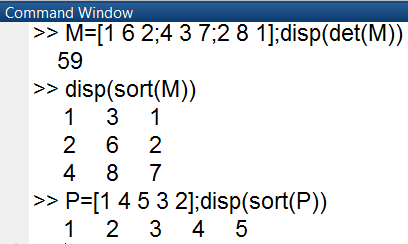 Command Window
>> M=[1 6 2;4 3 7;2 8 1];disp(det(M))
59
>> disp(sort(M))
1 3 1
2 6 2
4 8 7
>> P=[1 4 5 3 2];disp(sort(P))
1 2 3 4 5